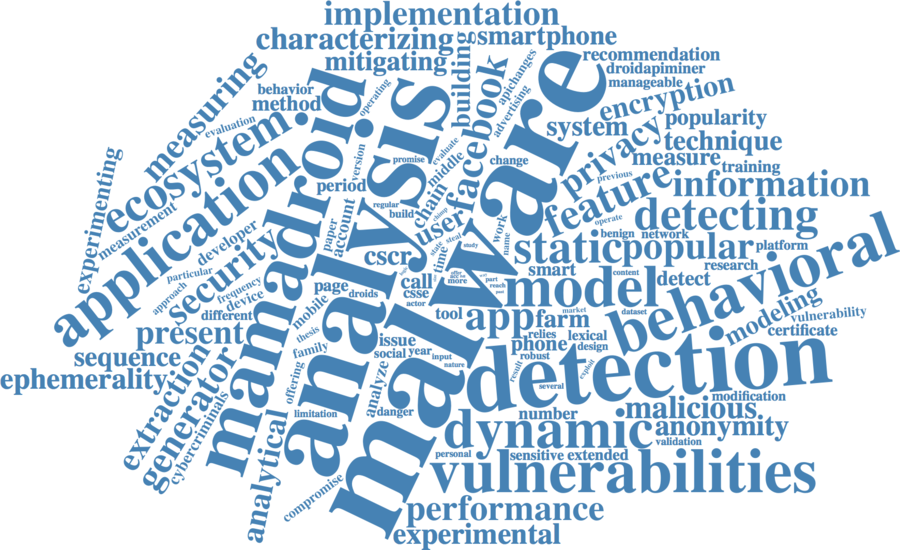 implementation
characterizing
smartphone
mitigating
building
recommendation
droidapiminer
manageable
measuring
behavior
method
evaluation
operating
facebook
apichanges
advertising
encryption
popularity
system
privacy
technique
measure
training
ecosystem
application
mamadroid
analysis
malware
version
promise
evaluate
middle
change
previous
feature
information
experimenting
measurement
period
account
paper
regular
build
chain
user
chimp
work
name
operate
detecting
developer
security
particular
approach
frequency
device
different
cscr
state
steal
study
time
static
popular
benign
network
platform
research
behavioral
present
mobile
page
droids
call
csse
actor
more
offer
part
reach
smart
model
content
detect
dataset
market
modeling
vulnerability
certificate
sequence
thesis
family
issue
social
year
input
nature
tool
app
farm
relies
lexical
phone
design
robust
result
several
exploit
detection
ephemerality
extraction
generator
cybercriminals
offering
analyze
danger
limitation
analytical
compromise
number
malicious
modification
dynamic
anonymity
validation
personal
sensitive
extended
vulnerabilities
performance
experimental